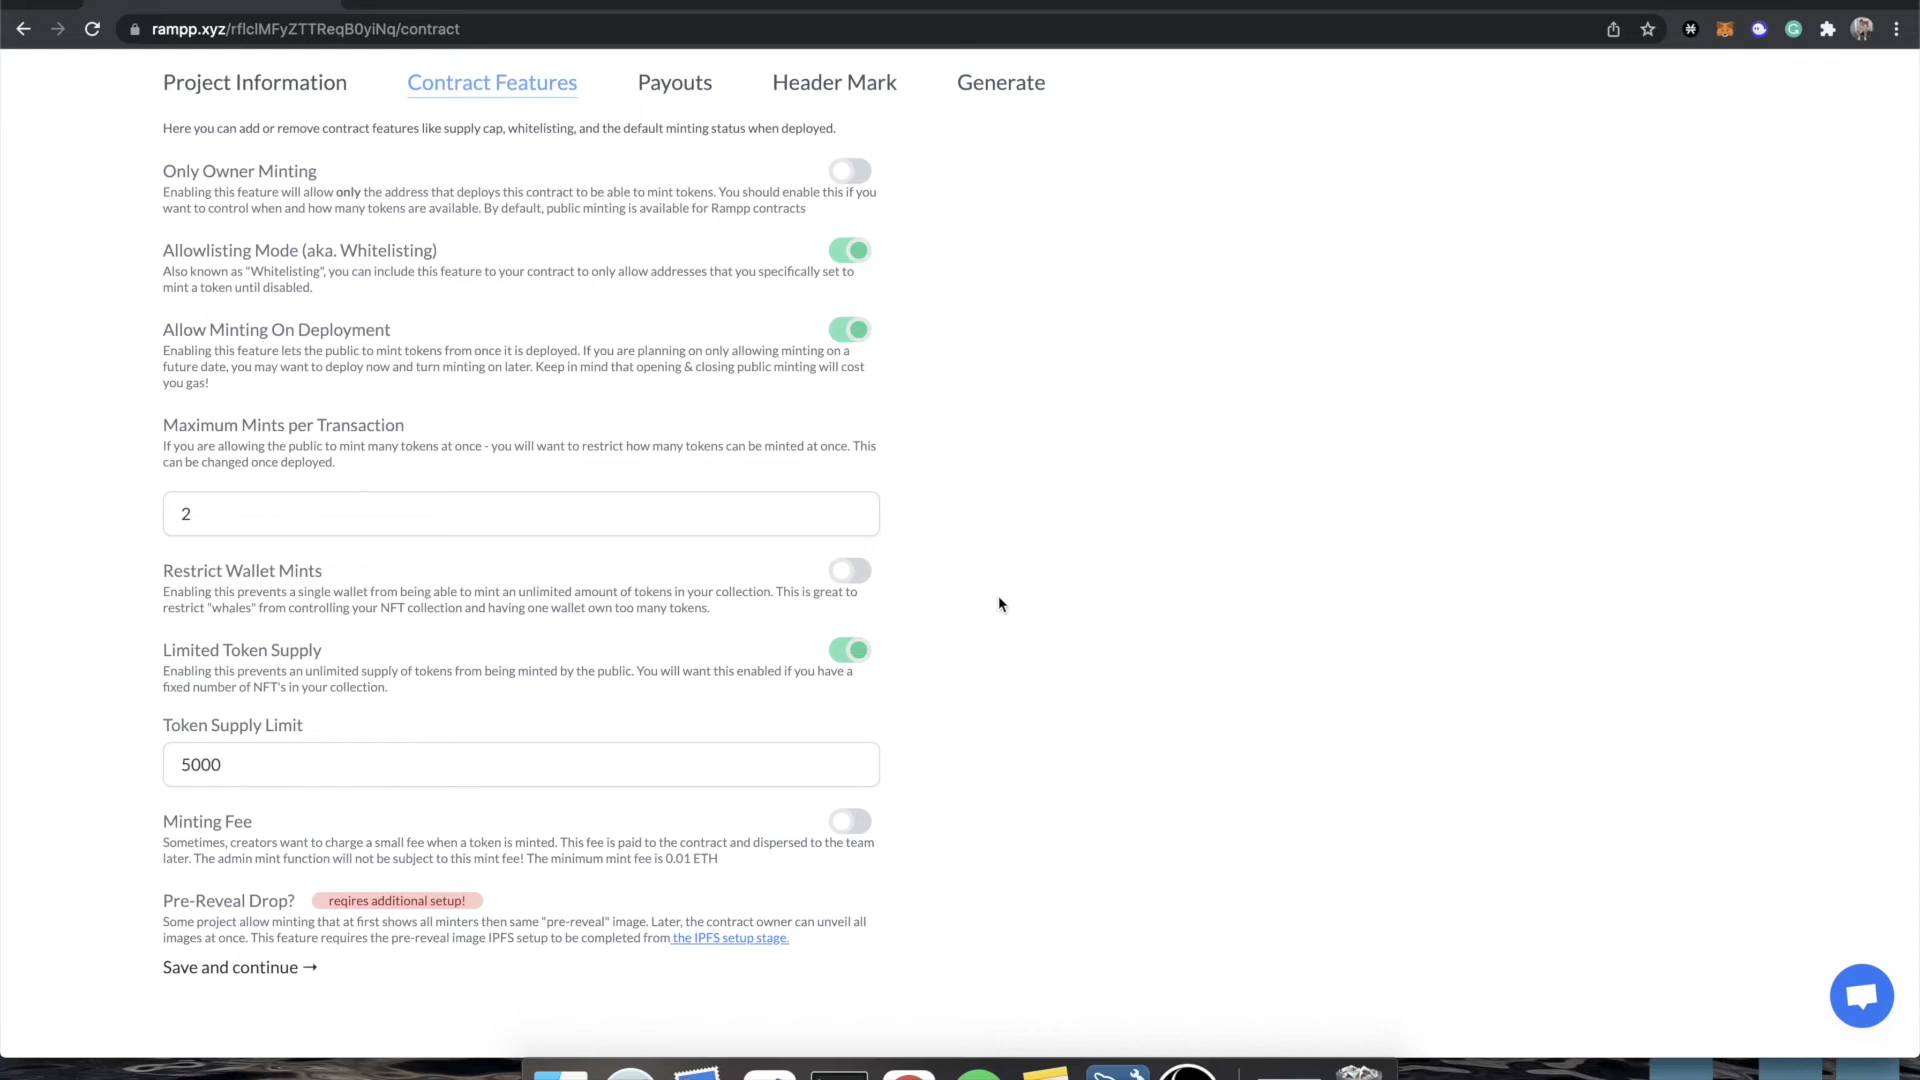 rampp.xyz/rflclMFyZTTReqB0yiNq/contract
Project Information Contract Features Payouts Header Mark Generate
Here you can add or remove contract features like supply cap, whitelisting, and the default minting status when deployed.
Only Owner Minting
Enabling this feature will allow only the address that deploys this contract to be able to mint tokens. You should enable this if you
want to control when and how many tokens are available. By default, public minting is available for Rampp contracts
Allowlisting Mode (aka. Whitelisting)
Also known as "Whitelisting", you can include this feature to your contract to only allow addresses that you specifically set to
mint a token until disabled.
Allow Minting On Deployment
Enabling this feature lets the public to mint tokens from once it is deployed. If you are planning on only allowing minting on a
future date, you may want to deploy now and turn minting on later. Keep in mind that opening & closing public minting will cost
you gas!
Maximum Mints per Transaction
If you are allowing the public to mint many tokens at once - you will want to restrict how many tokens can be minted at once. This
can be changed once deployed.
2
Restrict Wallet Mints
Enabling this prevents a single wallet from being able to mint an unlimited amount of tokens in your collection. This is great to
restrict "whales" from controlling your NFT collection and having one wallet own too many tokens.
Limited Token Supply
Enabling this prevents an unlimited supply of tokens from being minted by the public. You will want this enabled if you have a
fixed number of NFT's in your collection.
Token Supply Limit
5000
Minting Fee
Sometimes, creators want to charge a small fee when a token is minted. This fee is paid to the contract and dispersed to the team
later. The admin mint function will not be subject to this mint fee! The minimum mint fee is 0.01 ETH
Pre-Reveal Drop? reqires additional setup!
Some project allow minting that at first shows all minters then same "pre-reveal" image. Later, the contract owner can unveil all
images at once. This feature requires the pre-reveal image IPFS setup to be completed from the IPFS setup stage.
Save and continue →